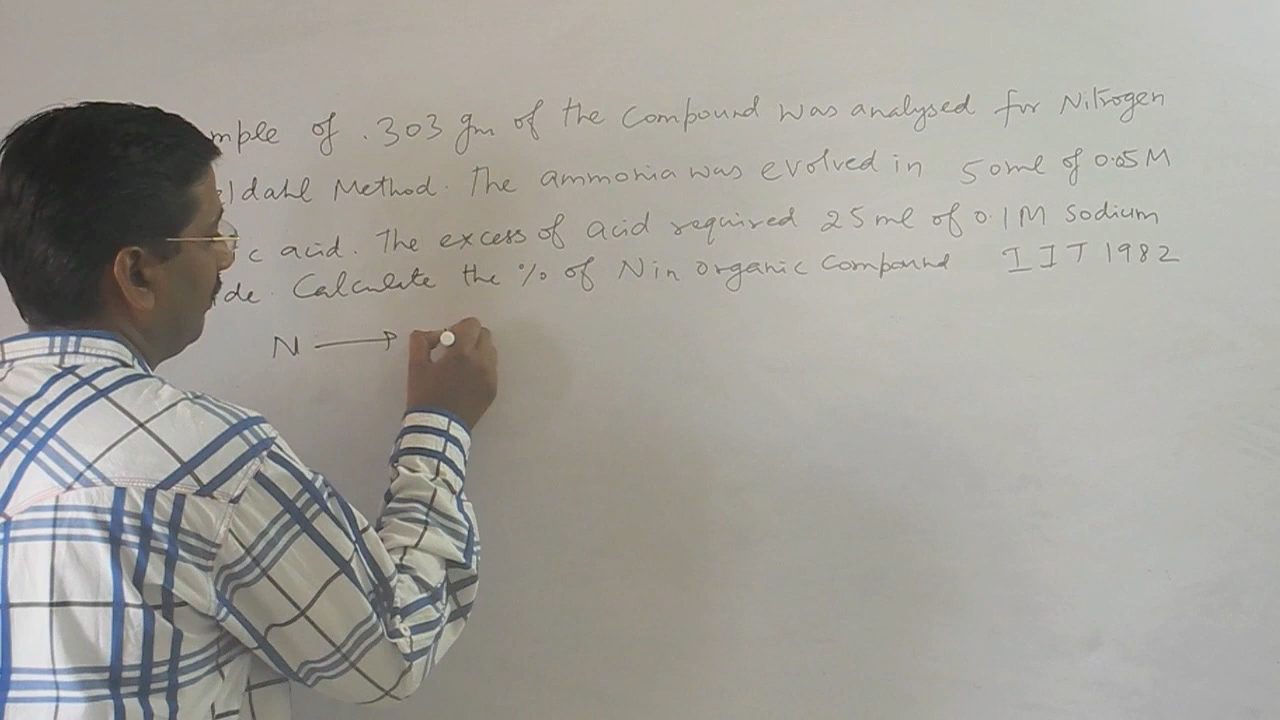 mple of .303 gm of the Compound was analysed for Nitrogen
ldahl Method. The ammonia was evolved in 50ml of 0.05M
c acid. The excess of acid required 25ml of 0.1M Sodium
de. Calculate the % of N in organic Compound IIT 1982
N →